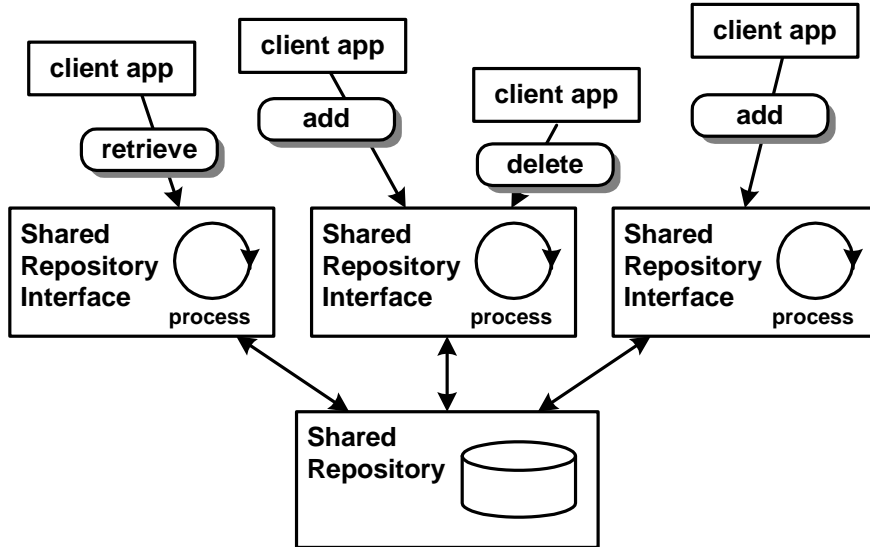 client app
client app
client app
client app
retrieve
add
delete
add
Shared
Repository
Interface
process
Shared
Repository
Interface
process
Shared
Repository
Interface
process
Shared
Repository